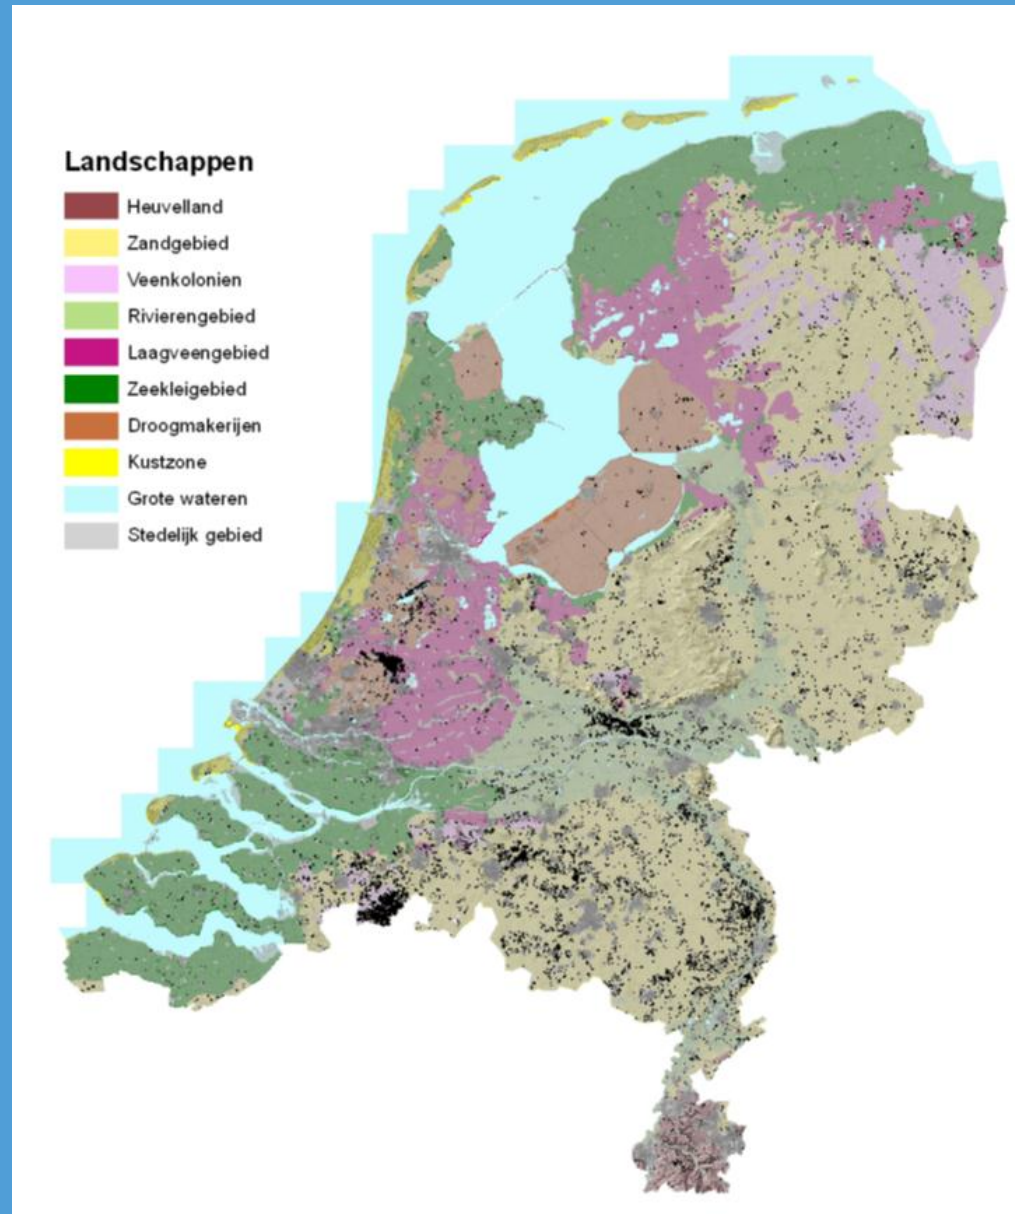 Landschappen
Heuvelland
Zandgebied
Veenkolonien
Rivierengebied
Laagveengebied
Zeekleigebied
Droogmakerijen
Kustzone
Grote wateren
Stedelijk gebied